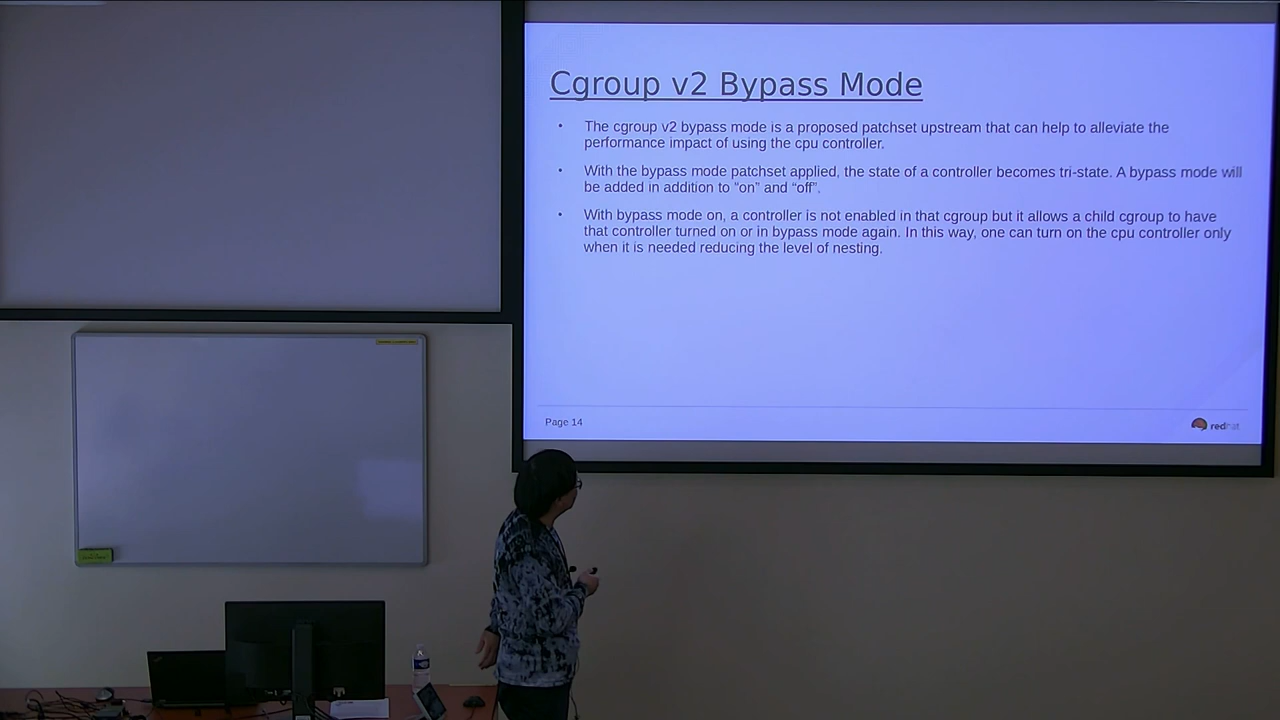 Cgroup v2 Bypass Mode
• The cgroup v2 bypass mode is a proposed patchset upstream that can help to alleviate the
performance impact of using the cpu controller.
• With the bypass mode patchset applied, the state of a controller becomes tri-state. A bypass mode will
be added in addition to “on” and “off”.
• With bypass mode on, a controller is not enabled in that cgroup but it allows a child cgroup to have
that controller turned on or in bypass mode again. In this way, one can turn on the cpu controller only
when it is needed reducing the level of nesting.
Page 14
redhat